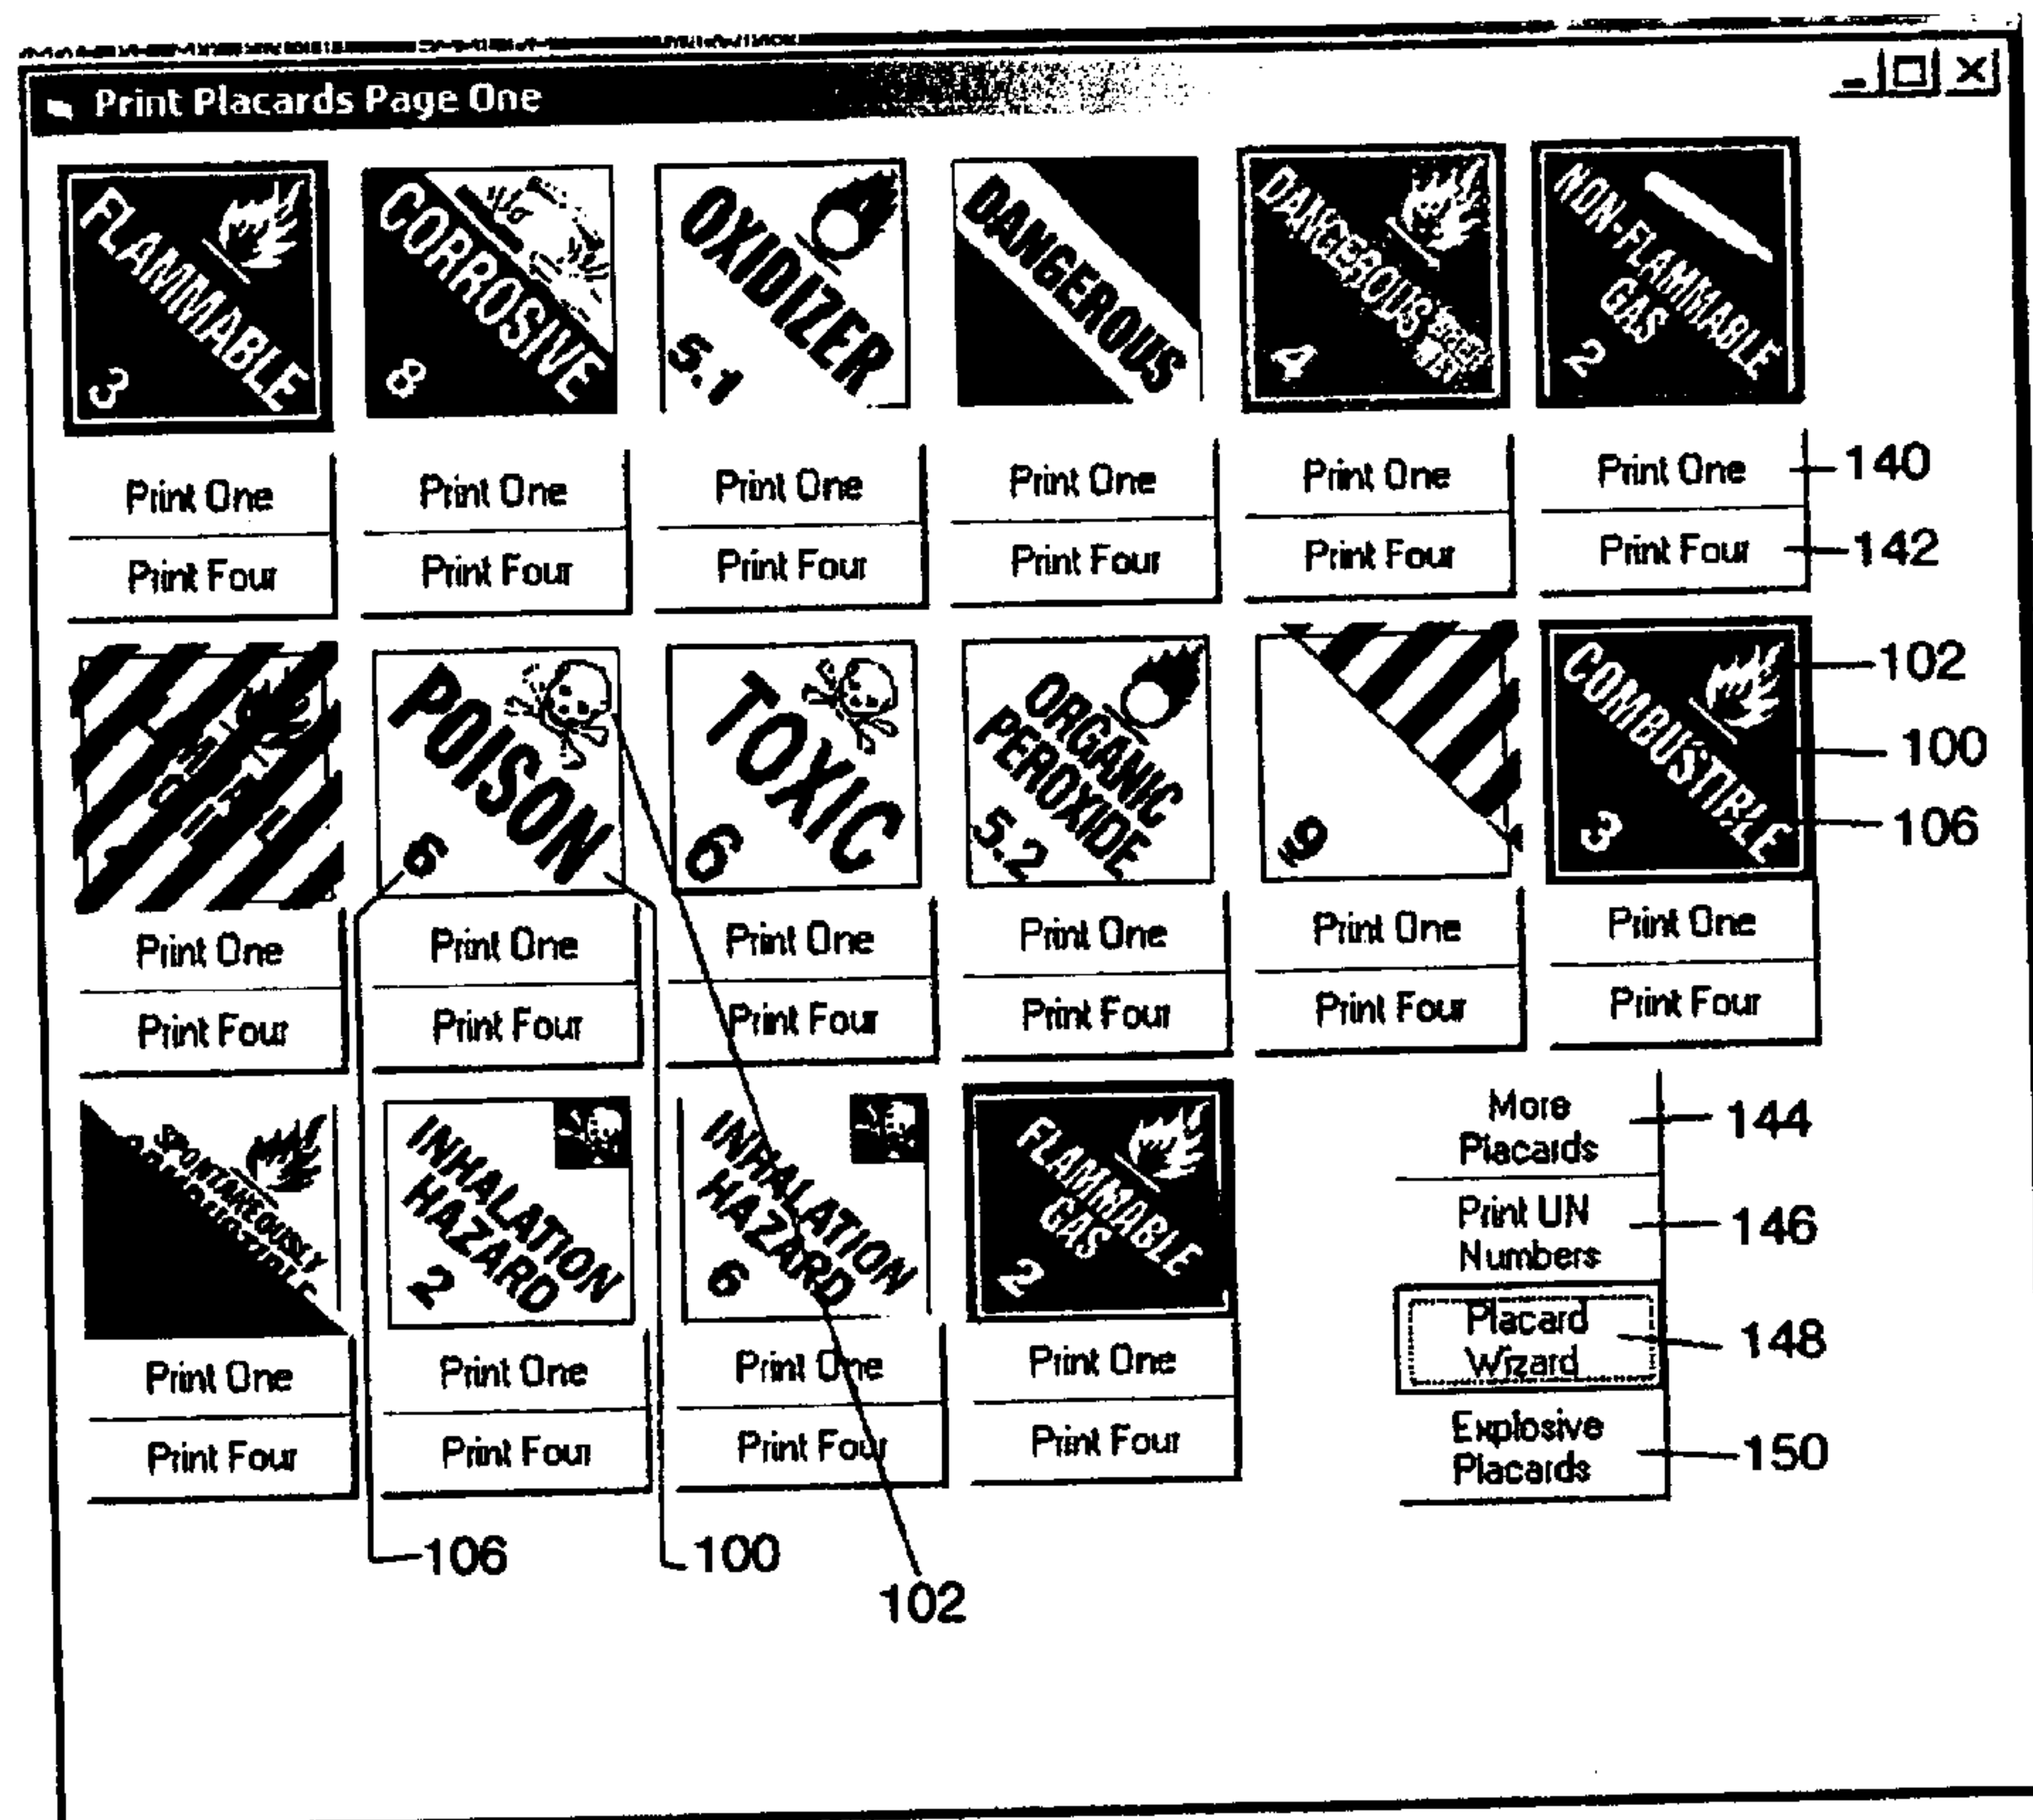 Print Placards Page One
FLAMMABLE
3
CORROSIVE
8
OXIDIZER
5.1
DANGEROUS
DANGEROUS
4
NON-FLAMMABLE
GAS
2
Print One Print One Print One Print One Print One Print One 140
Print Four Print Four Print Four Print Four Print Four Print Four 142
POISON
6
TOXIC
6
ORGANIC
PEROXIDE
5.2
9
COMBUSTIBLE
3
102
100
106
Print One Print One Print One Print One Print One Print One
Print Four Print Four Print Four Print Four Print Four Print Four
SPONTANEOUSLY
INHALATION
HAZARD
2
INHALATION
HAZARD
6
FLAMMABLE
GAS
2
Print One Print One Print One Print One
Print Four Print Four Print Four Print Four
More
Placards
144
Print UN
Numbers
146
Placard
Wizard
148
Explosive
Placards
150
106
100
102